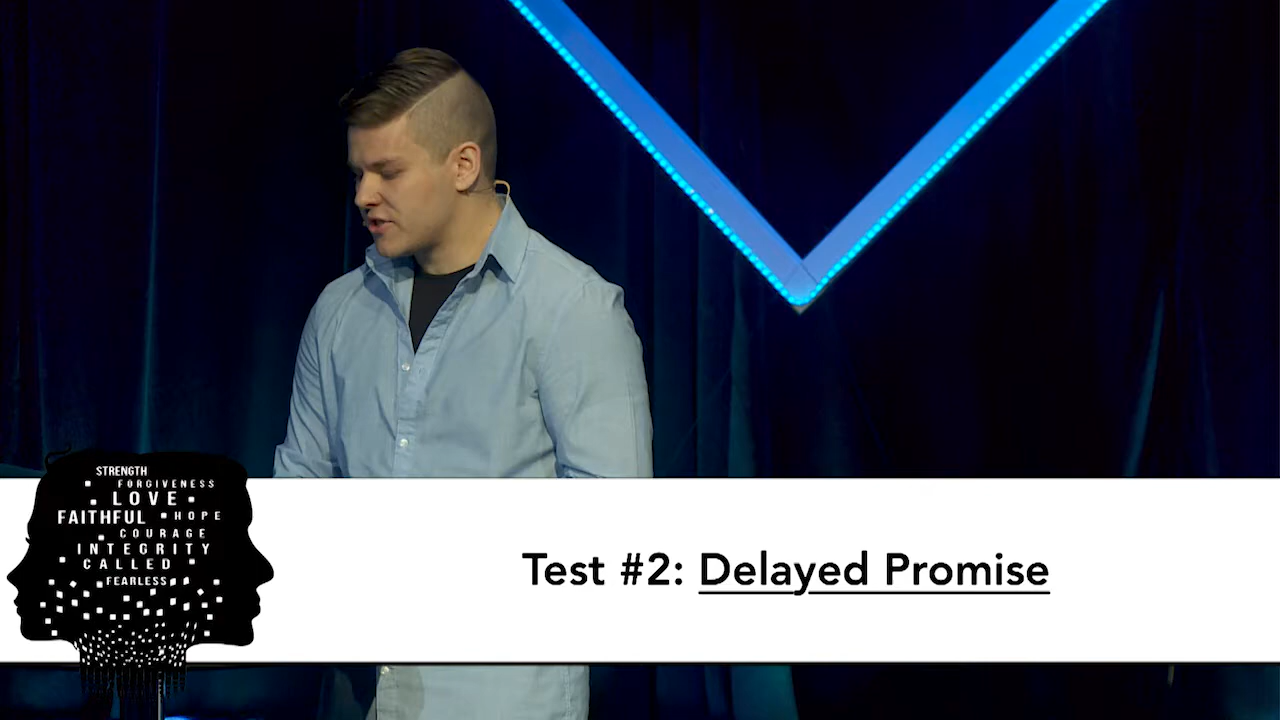 STRENGTH
FORGIVENESS
LOVE
FAITHFUL HOPE
COURAGE
INTEGRITY
CALLED
FEARLESS
Test #2: Delayed Promise